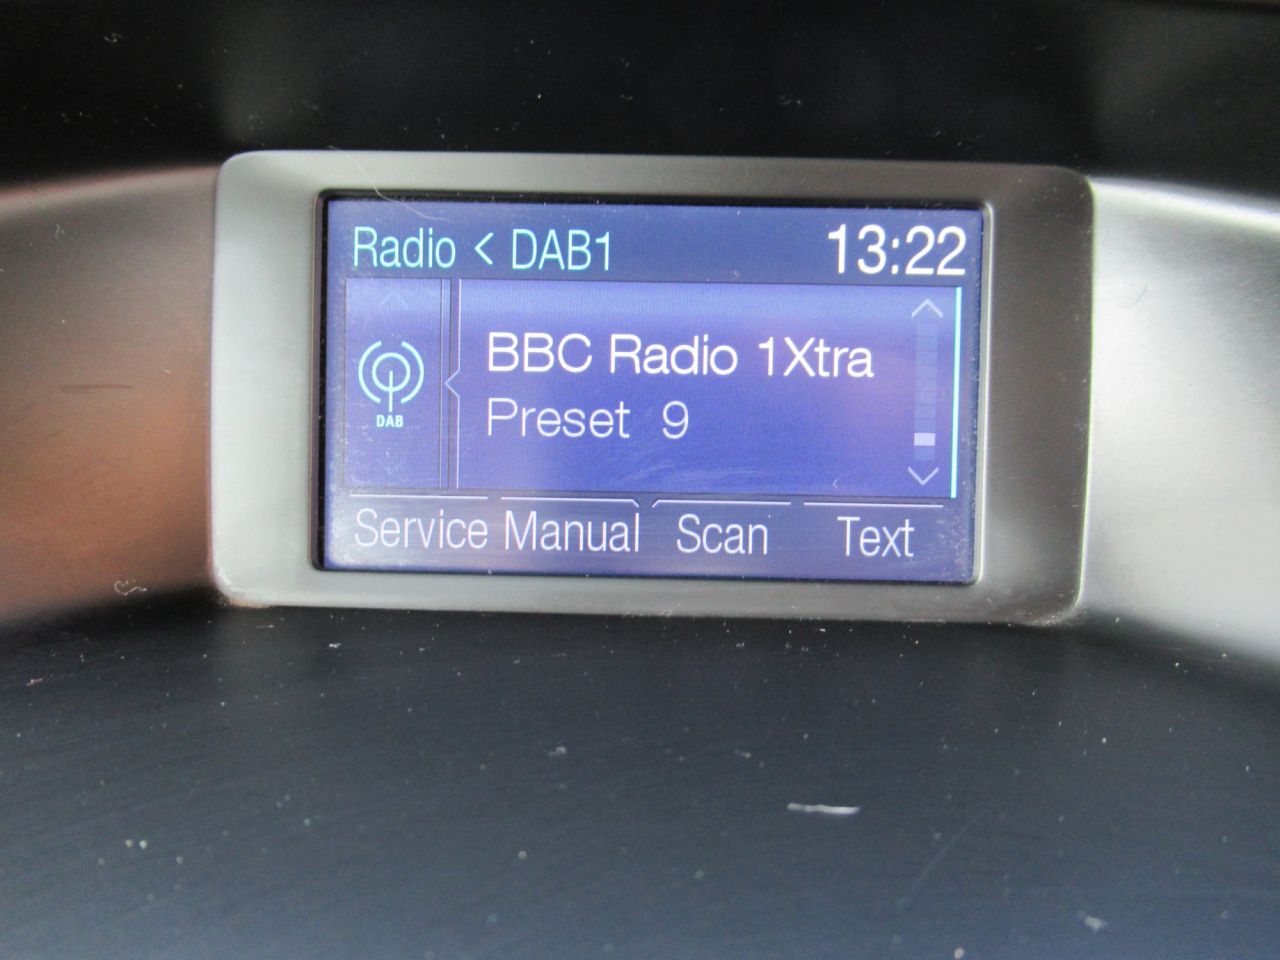 Radio < DAB1 13:22
BBC Radio 1Xtra
DAB
Preset 9
Service Manual Scan Text